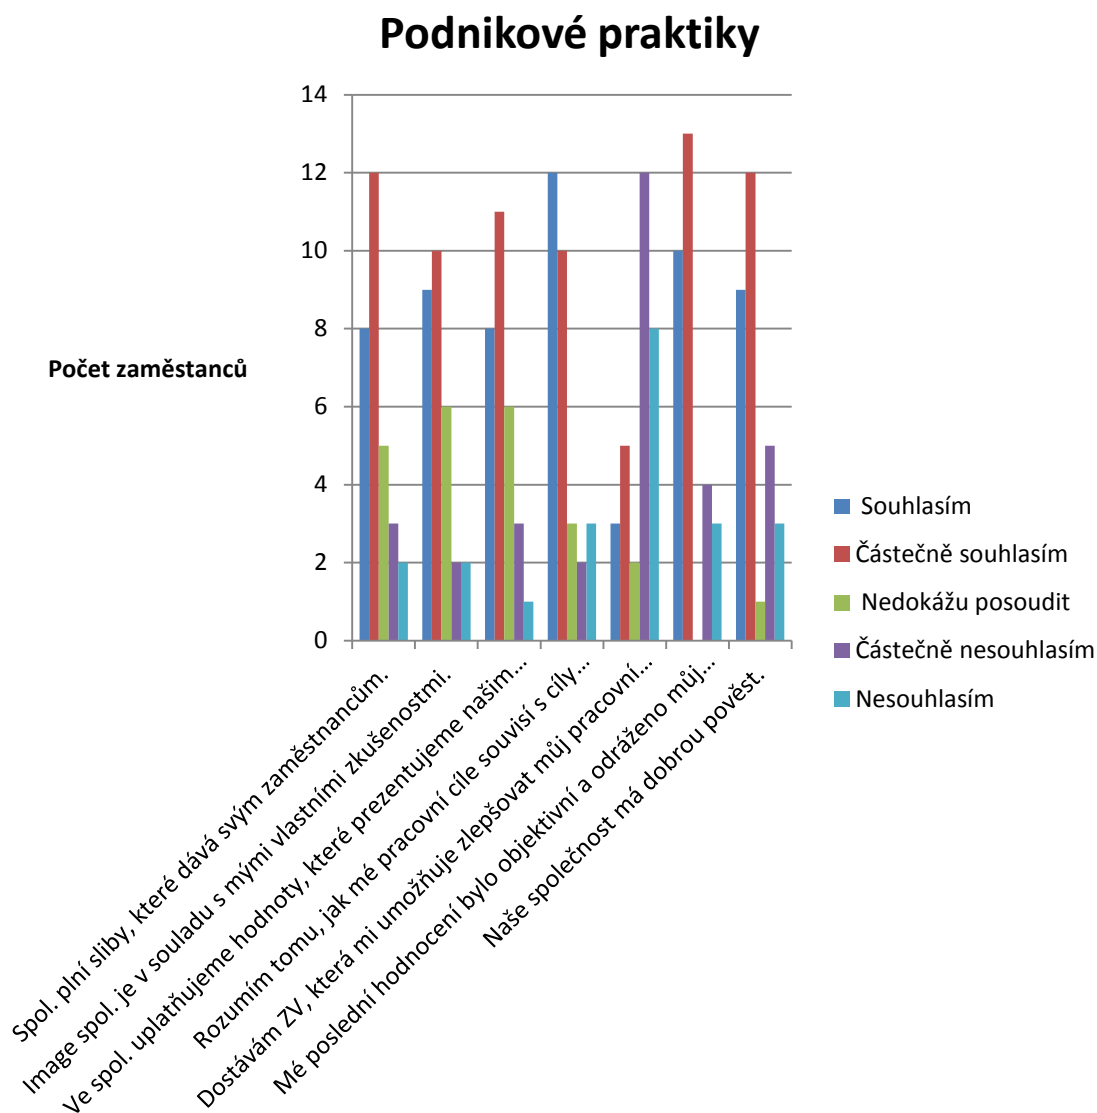 Podnikové praktiky
14
12
10
8
6
4
2
0
Počet zaměstanců
Spol. plní sliby, které dává svým zaměstnancům.
Image spol. je v souladu s mými vlastními zkušenostmi.
Ve spol. uplatňujeme hodnoty, které prezentujeme našim...
Rozumím tomu, jak mé pracovní cíle souvisí s cíly...
Dostávám ZV, která mi umožňuje zlepšovat můj pracovní...
Mé poslední hodnocení bylo objektivní a odráženo můj...
Naše společnost má dobrou pověst.
Souhlasím
Částečně souhlasím
Nedokážu posoudit
Částečně nesouhlasím
Nesouhlasím